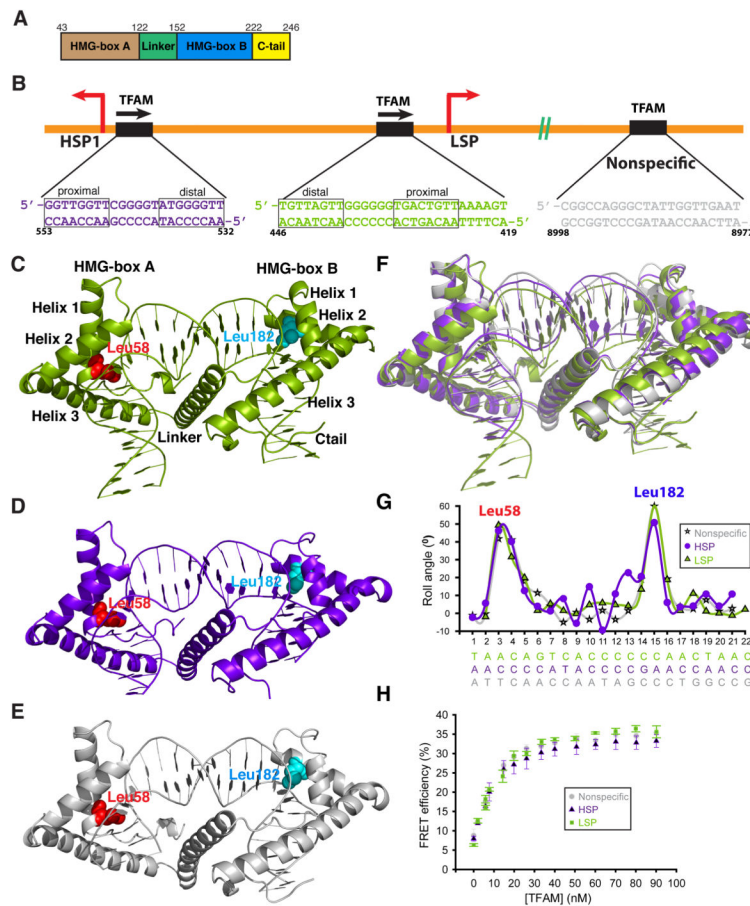 A
43 122 152 222 246
HMG-box A Linker HMG-box B C-tail
B
TFAM TFAM TFAM
HSP1 LSP
Nonspecific
proximal distal distal proximal
5′-GGTTGGTTCGGGGTATGGGGTT 5′-TGTTAGTTGGGGGGTGACTGTTAAAAGT 5′-CGGCCAGGGCTATTGGTTGAAT
CCAACCAAGCCCCATACCCCAA-5′ ACAATCAACCCCCCACTGACAATTTTCA-5′ GCCGGTCCCGATAACCAACTTA-5′
553 532 446 419 8998 8977
C
HMG-box A HMG-box B
Helix 1 Helix 1
Helix 2 Helix 2
Leu58 Leu182
Helix 3 Helix 3
Linker Ctail
D
Leu58 Leu182
E
Leu58 Leu182
F
G
Leu58 Leu182
Roll angle (º)
60
50
40
30
20
10
0
-10
Nonspecific
HSP
LSP
1 2 3 4 5 6 7 8 9 10 11 12 13 14 15 16 17 18 19 20 21 22
T A A C A G T C A C C C C C C A A C T A A C
A A C C C C A T A C C C C G A A C C A A C C
A T T C A A C C A A T A G C C C T G G C C G
H
FRET efficiency (%)
40
35
30
25
20
15
10
5
0
Nonspecific
HSP
LSP
0 10 20 30 40 50 60 70 80 90 100
[TFAM] (nM)